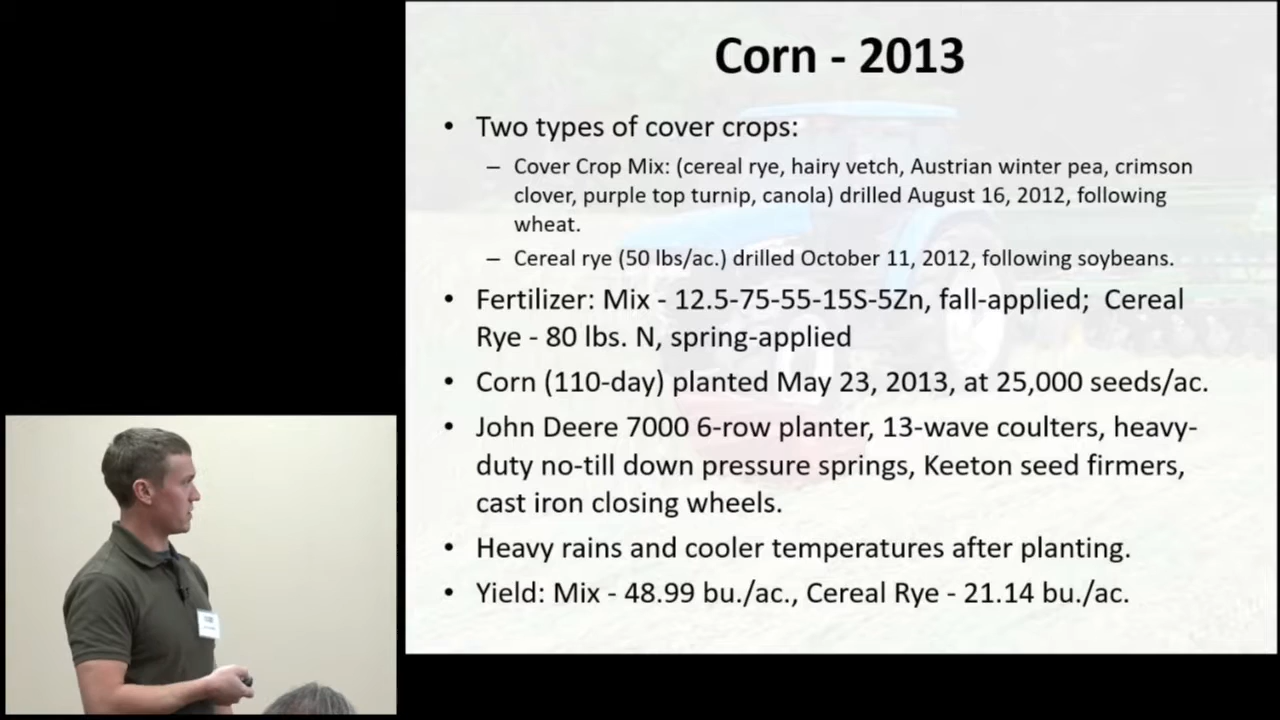 Corn - 2013
• Two types of cover crops:
– Cover Crop Mix: (cereal rye, hairy vetch, Austrian winter pea, crimson
clover, purple top turnip, canola) drilled August 16, 2012, following
wheat.
– Cereal rye (50 lbs/ac.) drilled October 11, 2012, following soybeans.
• Fertilizer: Mix - 12.5-75-55-15S-5Zn, fall-applied; Cereal
Rye - 80 lbs. N, spring-applied
• Corn (110-day) planted May 23, 2013, at 25,000 seeds/ac.
• John Deere 7000 6-row planter, 13-wave coulters, heavy-
duty no-till down pressure springs, Keeton seed firmers,
cast iron closing wheels.
• Heavy rains and cooler temperatures after planting.
• Yield: Mix - 48.99 bu./ac., Cereal Rye - 21.14 bu./ac.